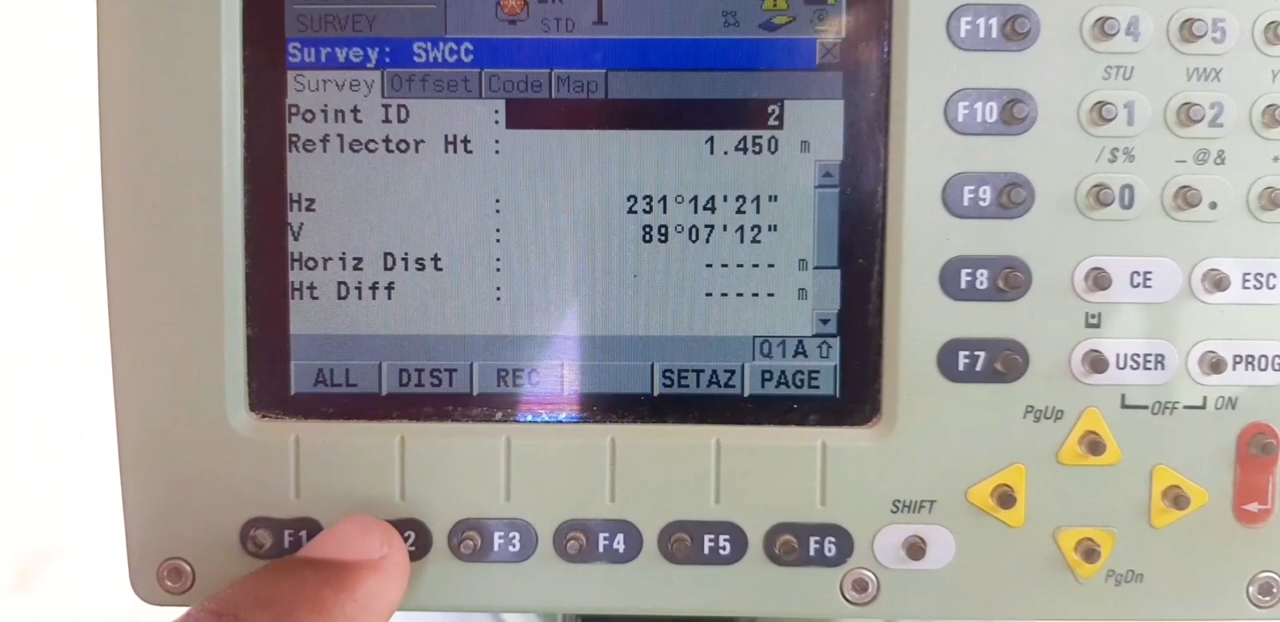 SURVEY
STD
1
Survey: SWCC
Survey Offset Code Map
Point ID : 2
Reflector Ht : 1.450 m
Hz : 231°14'21"
V : 89°07'12"
Horiz Dist : ----- m
Ht Diff : ----- m
Q1A ⇧
ALL DIST REC SETAZ PAGE
F1 2 F3 F4 F5 F6
SHIFT
F11 4 5
STU VWX Y
F10 1 2
/$% _@& *
F9 0 .
F8 CE ESC
F7 USER PROG
OFF ON
PgUp
PgDn